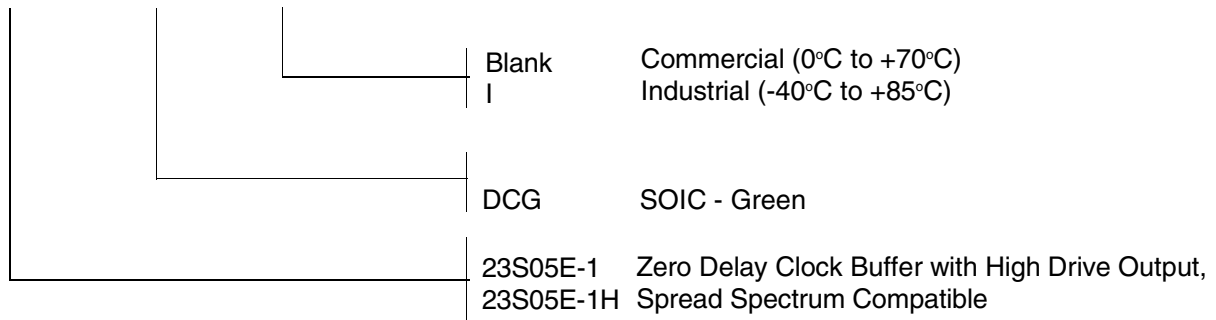 Blank Commercial (0°C to +70°C)
I Industrial (-40°C to +85°C)
DCG SOIC - Green
23S05E-1 Zero Delay Clock Buffer with High Drive Output,
23S05E-1H Spread Spectrum Compatible